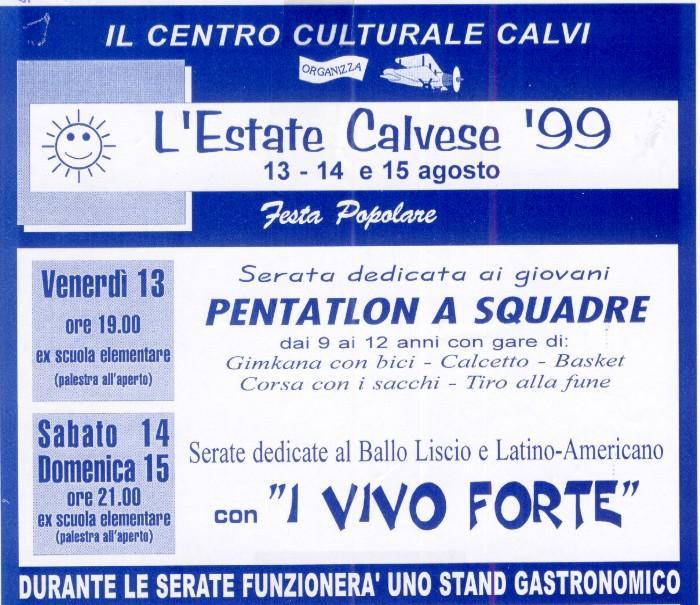 IL CENTRO CULTURALE CALVI
ORGANIZZA
L'Estate Calvese '99
13 - 14 e 15 agosto
Festa Popolare
Venerdì 13
ore 19.00
ex scuola elementare
(palestra all'aperto)
Serata dedicata ai giovani
PENTATLON A SQUADRE
dai 9 ai 12 anni con gare di:
Gimkana con bici - Calcetto - Basket
Corsa con i sacchi - Tiro alla fune
Sabato 14
Domenica 15
ore 21.00
ex scuola elementare
(palestra all'aperto)
Serate dedicate al Ballo Liscio e Latino-Americano
con "I VIVO FORTE"
DURANTE LE SERATE FUNZIONERA' UNO STAND GASTRONOMICO